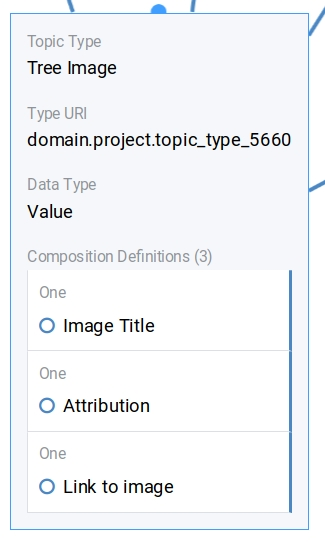 Topic Type
Tree Image
Type URI
domain.project.topic_type_5660
Data Type
Value
Composition Definitions (3)
One
Image Title
One
Attribution
One
Link to image